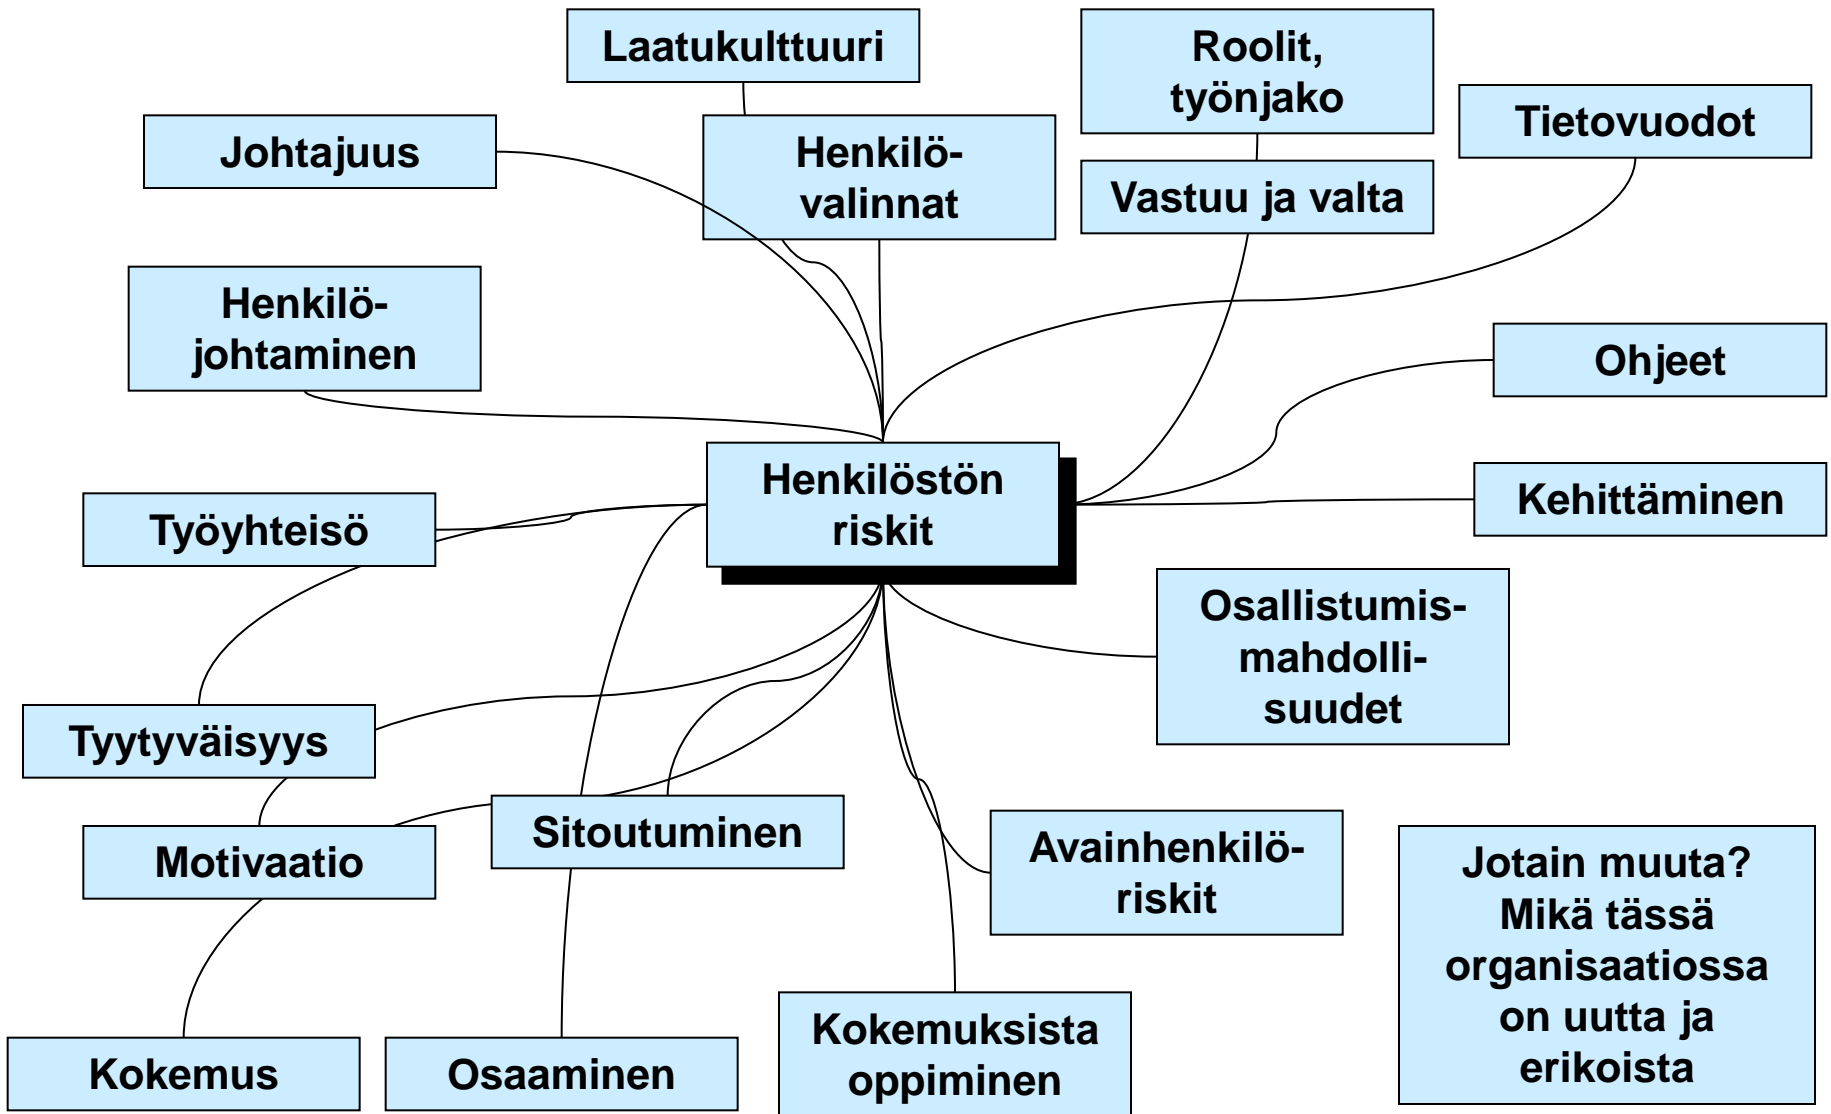 Laatukulttuuri
Roolit,
työnjako
Tietovuodot
Johtajuus
Henkilö-
valinnat
Vastuu ja valta
Henkilö-
johtaminen
Ohjeet
Henkilöstön
riskit
Työyhteisö
Kehittäminen
Osallistumis-
mahdolli-
suudet
Tyytyväisyys
Sitoutuminen
Motivaatio
Avainhenkilö-
riskit
Jotain muuta?
Mikä tässä
organisaatiossa
on uutta ja
erikoista
Kokemus
Osaaminen
Kokemuksista
oppiminen